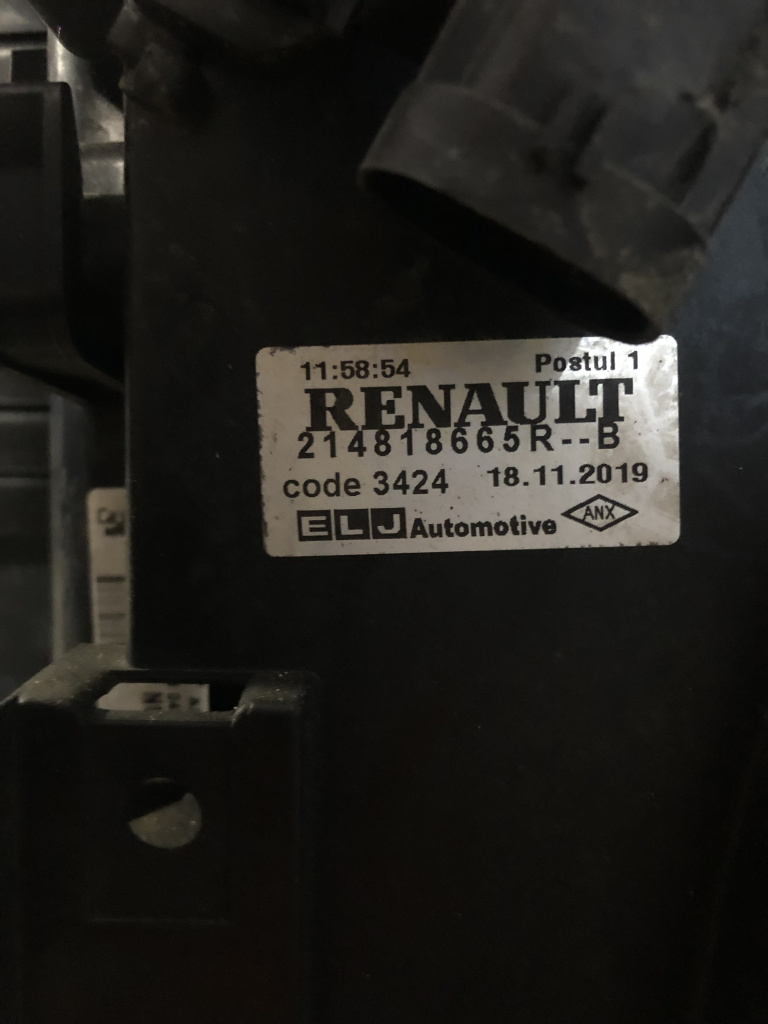 11:58:54 Postul 1
RENAULT
214818665R--B
code 3424 18.11.2019
ELJ Automotive ANX